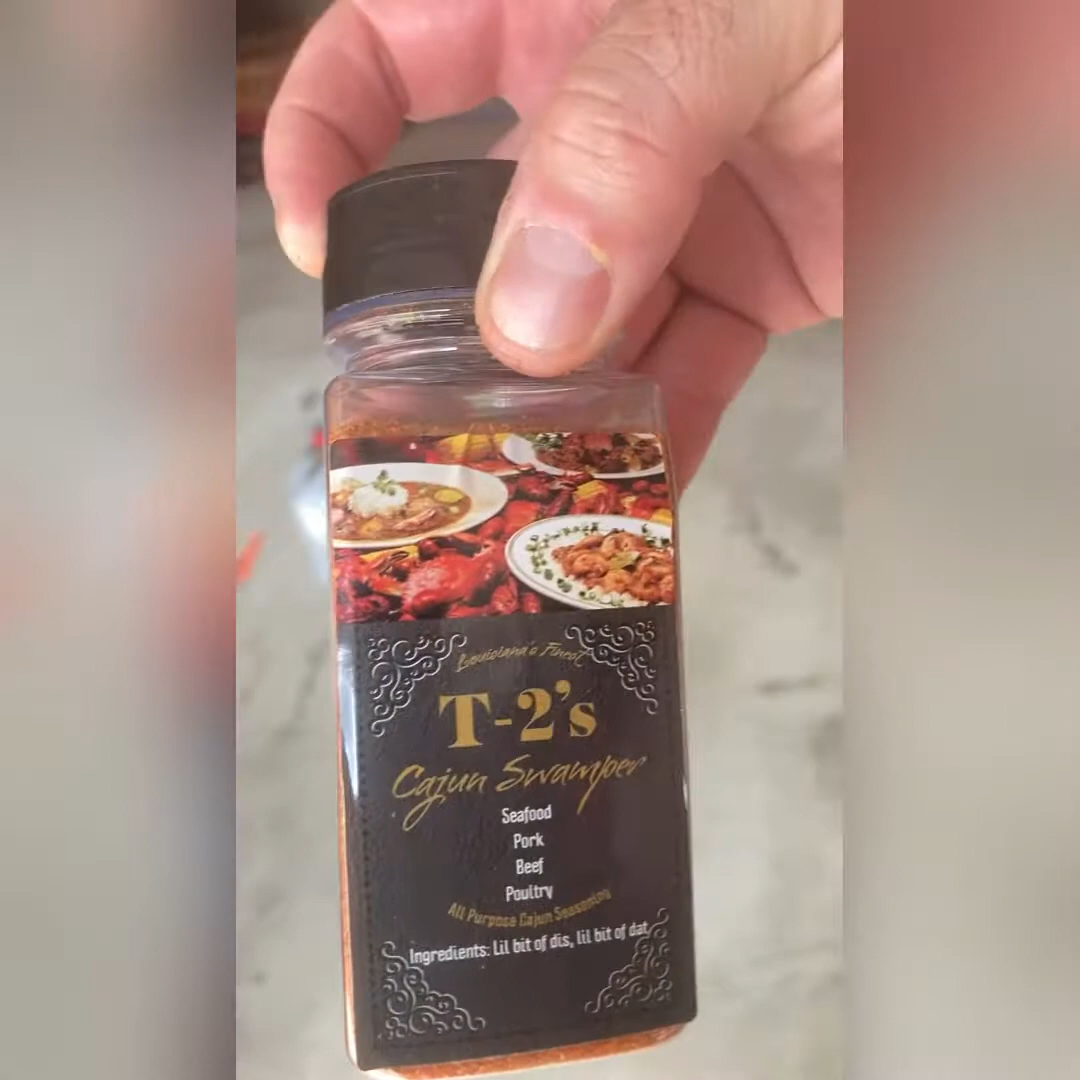 Louisiana's Finest
T-2's
Cajun Swamper
Seafood
Pork
Beef
Poultry
All Purpose Cajun Seasoning
Ingredients: Lil bit of dis, lil bit of dat